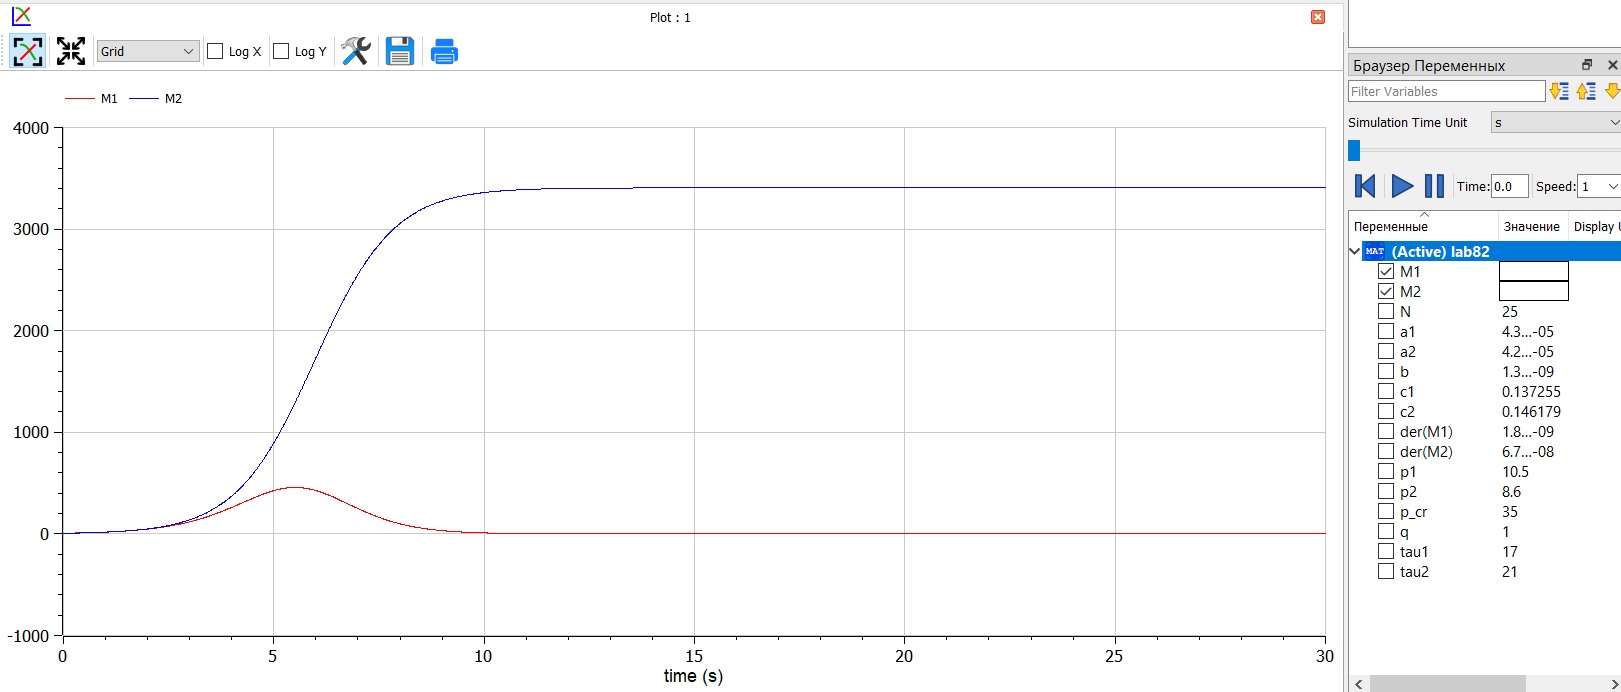 Plot : 1
Grid Log X Log Y
M1 M2
4000
3000
2000
1000
0
-1000
0 5 10 15 20 25 30
time (s)
Браузер Переменных
Filter Variables
Simulation Time Unit s
Time: 0.0 Speed: 1
Переменные Значение Display U
MAT (Active) lab82
M1
M2
N 25
a1 4.3...-05
a2 4.2...-05
b 1.3...-09
c1 0.137255
c2 0.146179
der(M1) 1.8...-09
der(M2) 6.7...-08
p1 10.5
p2 8.6
p_cr 35
q 1
tau1 17
tau2 21